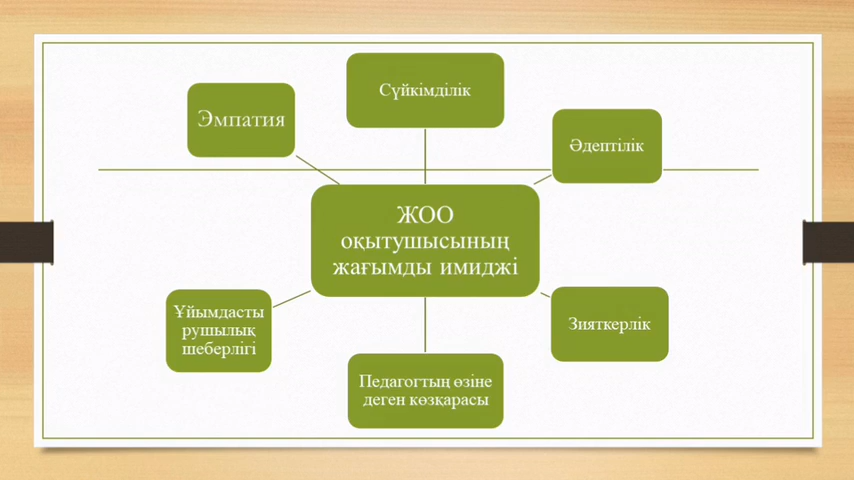 Сүйкімділік
Эмпатия
Әдептілік
ЖОО
оқытушысының
жағымды имиджі
Ұйымдасты
рушылық
шеберлігі
Зияткерлік
Педагогтың өзіне
деген көзқарасы